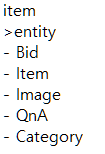 item
>entity
- Bid
- Item
- Image
- QnA
- Category